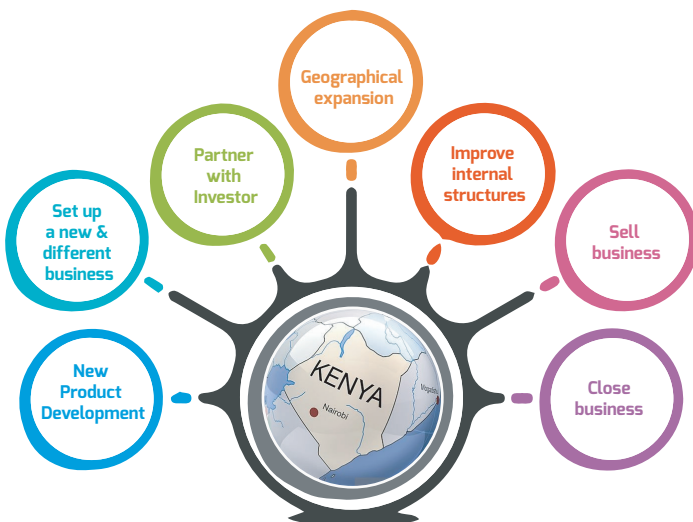 Geographical
expansion
Partner
with
Investor
Improve
internal
structures
Set up
a new &
different
business
Sell
business
New
Product
Development
Close
business
KENYA
Nairobi